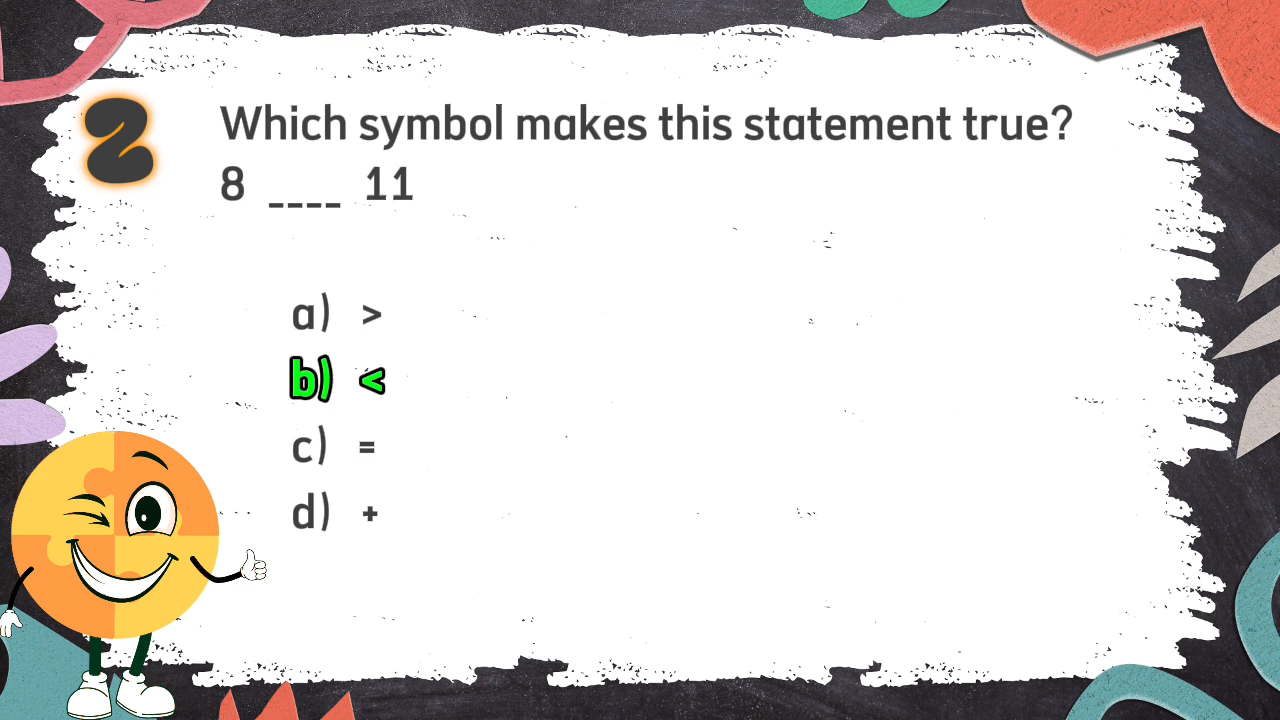 2
Which symbol makes this statement true?
8 ____ 11
a) >
b) <
c) =
d) +